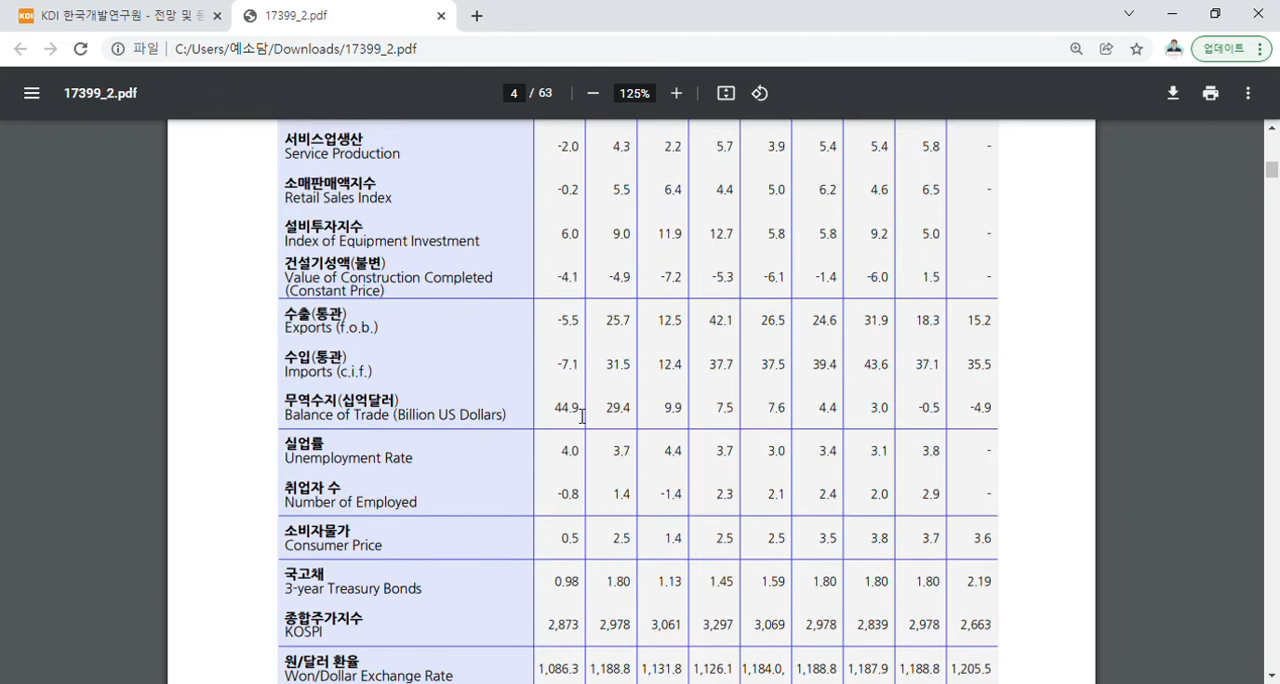 KDI 한국개발연구원 - 전망 및 동
17399_2.pdf
파일 C:/Users/예소담/Downloads/17399_2.pdf
업데이트
17399_2.pdf
4 / 63
125%
서비스업생산
Service Production -2.0 4.3 2.2 5.7 3.9 5.4 5.4 5.8 -
소매판매액지수
Retail Sales Index -0.2 5.5 6.4 4.4 5.0 6.2 4.6 6.5 -
설비투자지수
Index of Equipment Investment 6.0 9.0 11.9 12.7 5.8 5.8 9.2 5.0 -
건설기성액(불변)
Value of Construction Completed -4.1 -4.9 -7.2 -5.3 -6.1 -1.4 -6.0 1.5 -
(Constant Price)
수출(통관)
Exports (f.o.b.) -5.5 25.7 12.5 42.1 26.5 24.6 31.9 18.3 15.2
수입(통관)
Imports (c.i.f.) -7.1 31.5 12.4 37.7 37.5 39.4 43.6 37.1 35.5
무역수지(십억달러)
Balance of Trade (Billion US Dollars) 44.9 29.4 9.9 7.5 7.6 4.4 3.0 -0.5 -4.9
실업률
Unemployment Rate 4.0 3.7 4.4 3.7 3.0 3.4 3.1 3.8 -
취업자 수
Number of Employed -0.8 1.4 -1.4 2.3 2.1 2.4 2.0 2.9 -
소비자물가
Consumer Price 0.5 2.5 1.4 2.5 2.5 3.5 3.8 3.7 3.6
국고채
3-year Treasury Bonds 0.98 1.80 1.13 1.45 1.59 1.80 1.80 1.80 2.19
종합주가지수
KOSPI 2,873 2,978 3,061 3,297 3,069 2,978 2,839 2,978 2,663
원/달러 환율
Won/Dollar Exchange Rate 1,086.3 1,188.8 1,131.8 1,126.1 1,184.0, 1,188.8 1,187.9 1,188.8 1,205.5